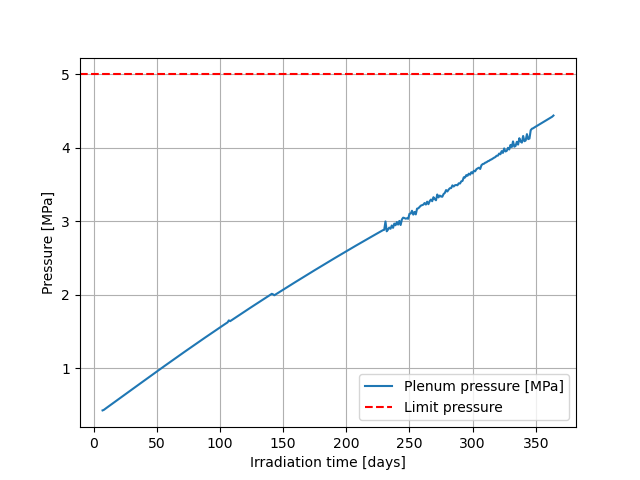 5
4
3
2
1
Pressure [MPa]
Plenum pressure [MPa]
Limit pressure
0 50 100 150 200 250 300 350
Irradiation time [days]